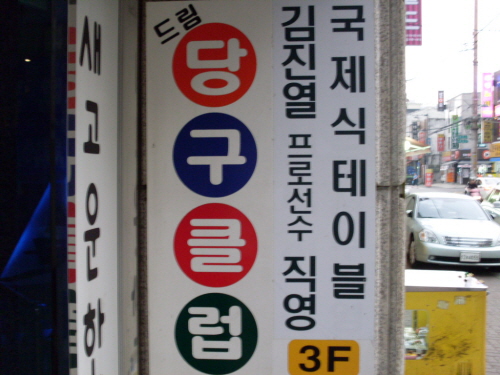 드림
당구클럽
김진열 프로선수 직영
국제식테이블
3F
새고운하